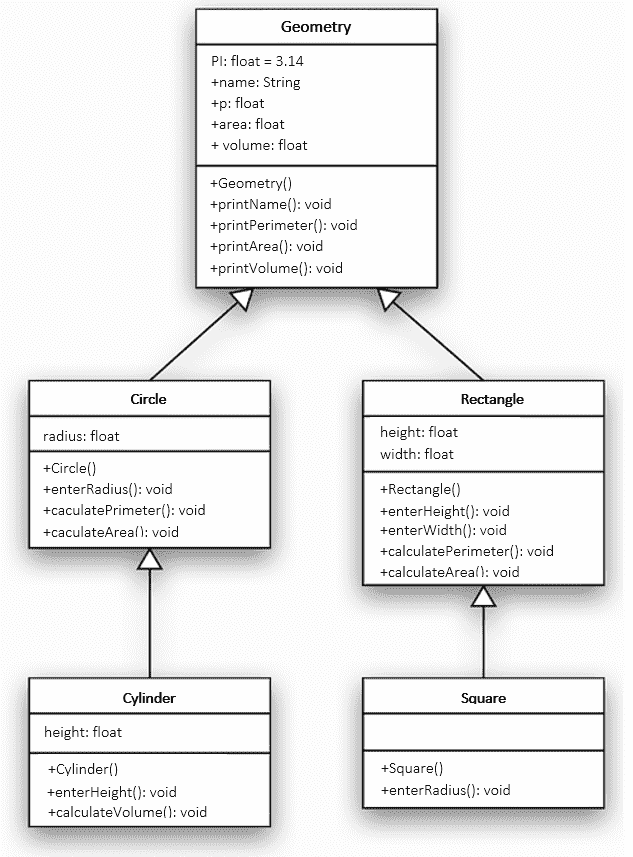 Geometry
PI: float = 3.14
+name: String
+p: float
+area: float
+ volume: float
+Geometry()
+printName(): void
+printPerimeter(): void
+printArea(): void
+printVolume(): void
Circle
radius: float
+Circle()
+enterRadius(): void
+caculatePrimeter(): void
+caculateArea(): void
Rectangle
height: float
width: float
+Rectangle()
+enterHeight(): void
+enterWidth(): void
+calculatePerimeter(): void
+calculateArea(): void
Cylinder
height: float
+Cylinder()
+enterHeight(): void
+calculateVolume(): void
Square
+Square()
+enterRadius(): void